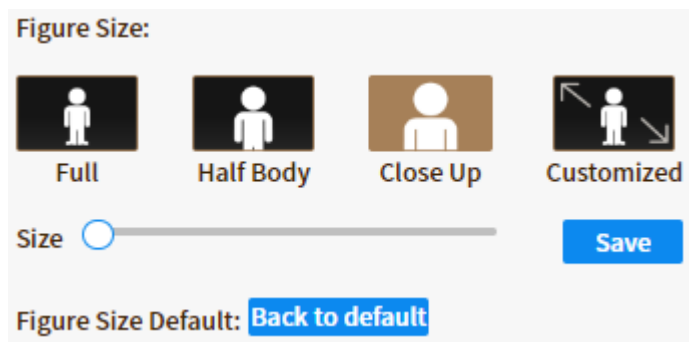 Figure Size:
Full Half Body Close Up Customized
Size Save
Figure Size Default: Back to default